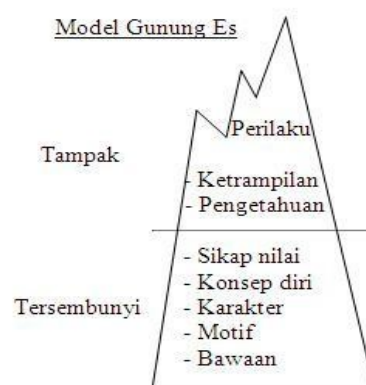 Model Gunung Es
Perilaku
Tampak
- Ketrampilan
- Pengetahuan
- Sikap nilai
- Konsep diri
Tersembunyi
- Karakter
- Motif
- Bawaan